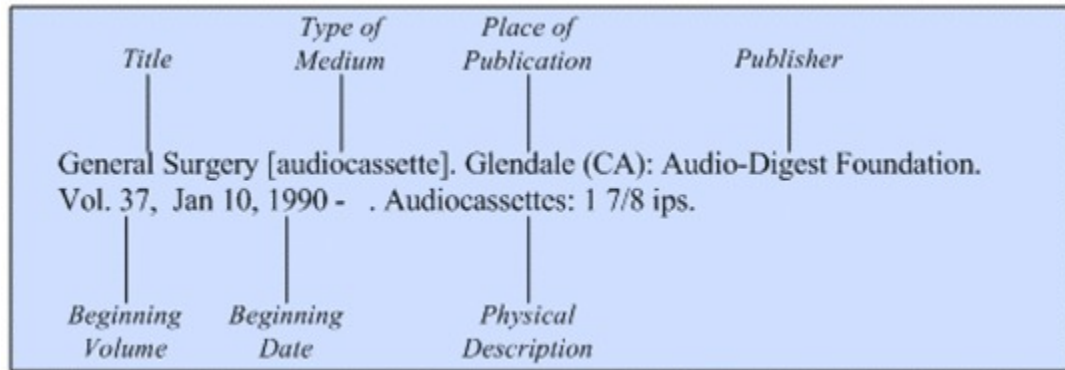 Type of Place of
Title Medium Publication Publisher
General Surgery [audiocassette]. Glendale (CA): Audio-Digest Foundation.
Vol. 37, Jan 10, 1990 - . Audiocassettes: 1 7/8 ips.
Beginning Beginning Physical
Volume Date Description